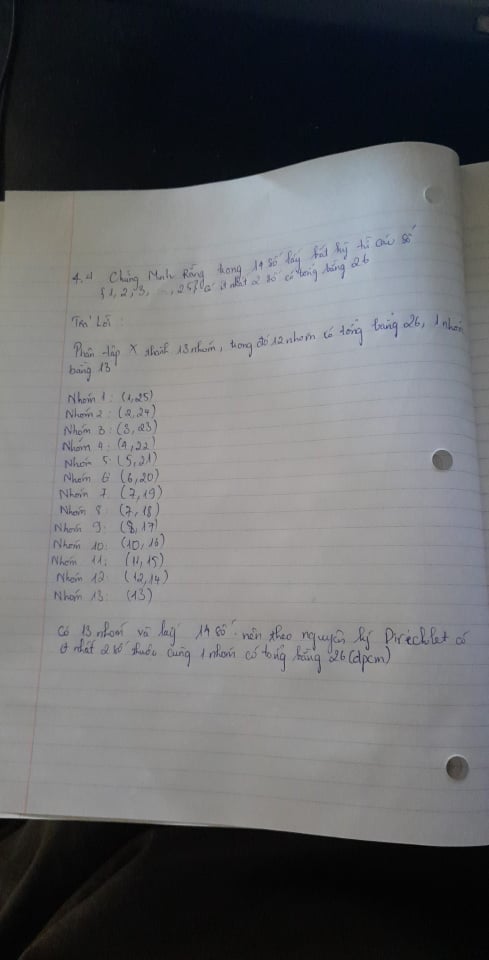 4.4 Chứng Minh Rằng trong 14 số lấy bất kỳ từ các số
{1, 2, 3, ..., 25} có ít nhất 2 số có tổng bằng 26
Trả Lời :
Phân tập X thành 13 nhóm, trong đó 12 nhóm có tổng bằng 26, 1 nhóm
bằng 13
Nhóm 1 : (1,25)
Nhóm 2 : (2,24)
Nhóm 3 : (3,23)
Nhóm 4 : (4,22)
Nhóm 5 : (5,21)
Nhóm 6 : (6,20)
Nhóm 7 : (7,19)
Nhóm 8 : (7,18)
Nhóm 9 : (8,17)
Nhóm 10 : (10,16)
Nhóm 11 : (11,15)
Nhóm 12 : (12,14)
Nhóm 13 : (13)
Có 13 nhóm và lấy 14 số nên theo nguyên lý Direchlet có
ít nhất 2 số thuộc cùng 1 nhóm có tổng bằng 26 (dpcm)